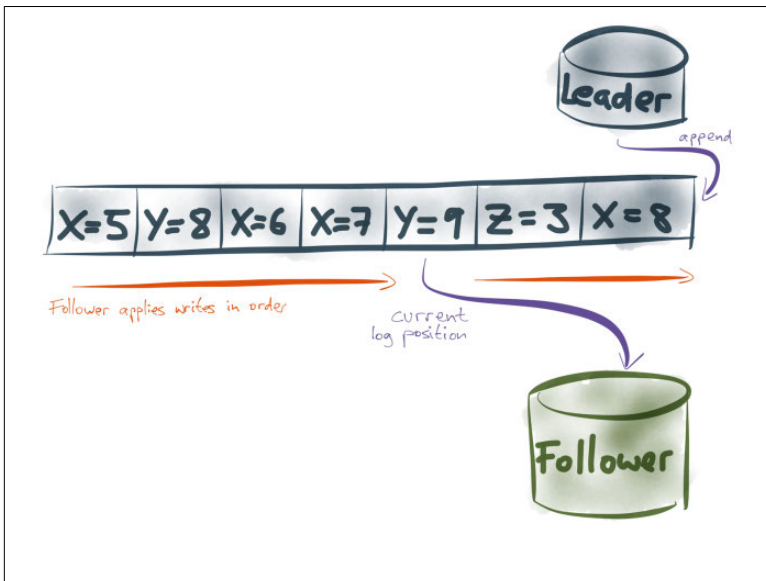 Leader
append
X=5 Y=8 X=6 X=7 Y=9 Z=3 X=8
Follower applies writes in order
current
log position
Follower